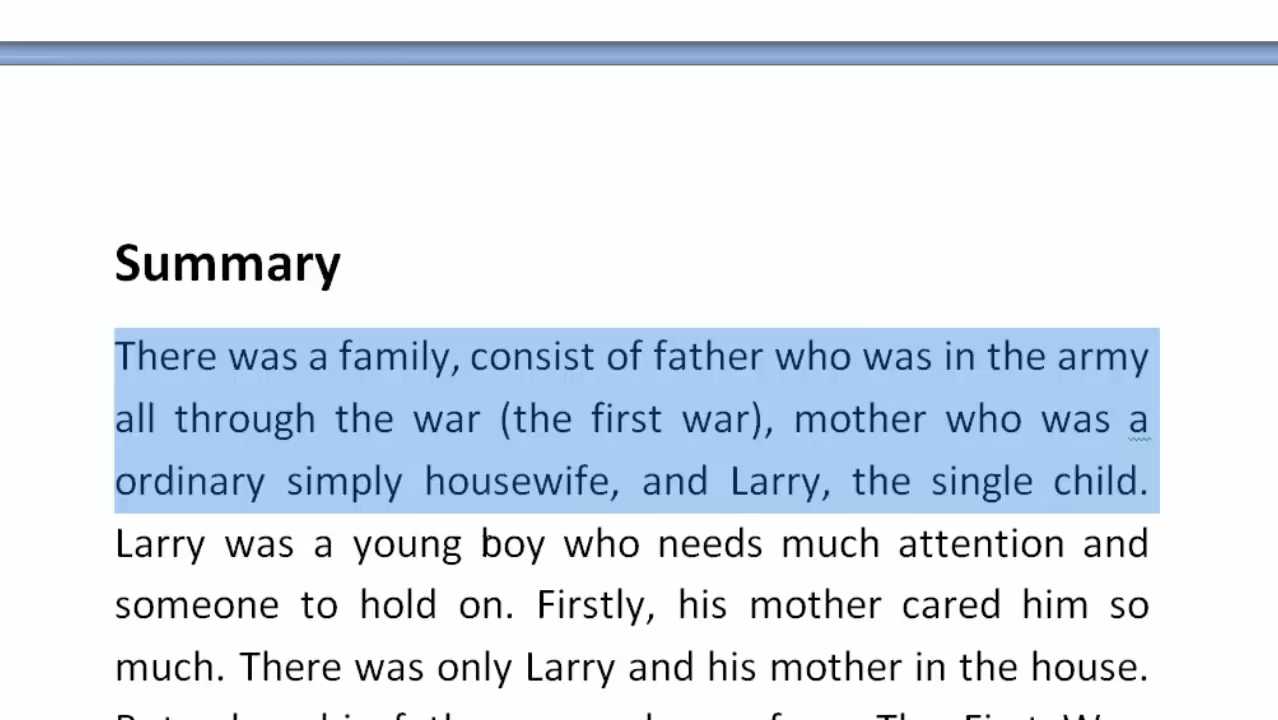 Summary
There was a family, consist of father who was in the army
all through the war (the first war), mother who was a
ordinary simply housewife, and Larry, the single child.
Larry was a young boy who needs much attention and
someone to hold on. Firstly, his mother cared him so
much. There was only Larry and his mother in the house.